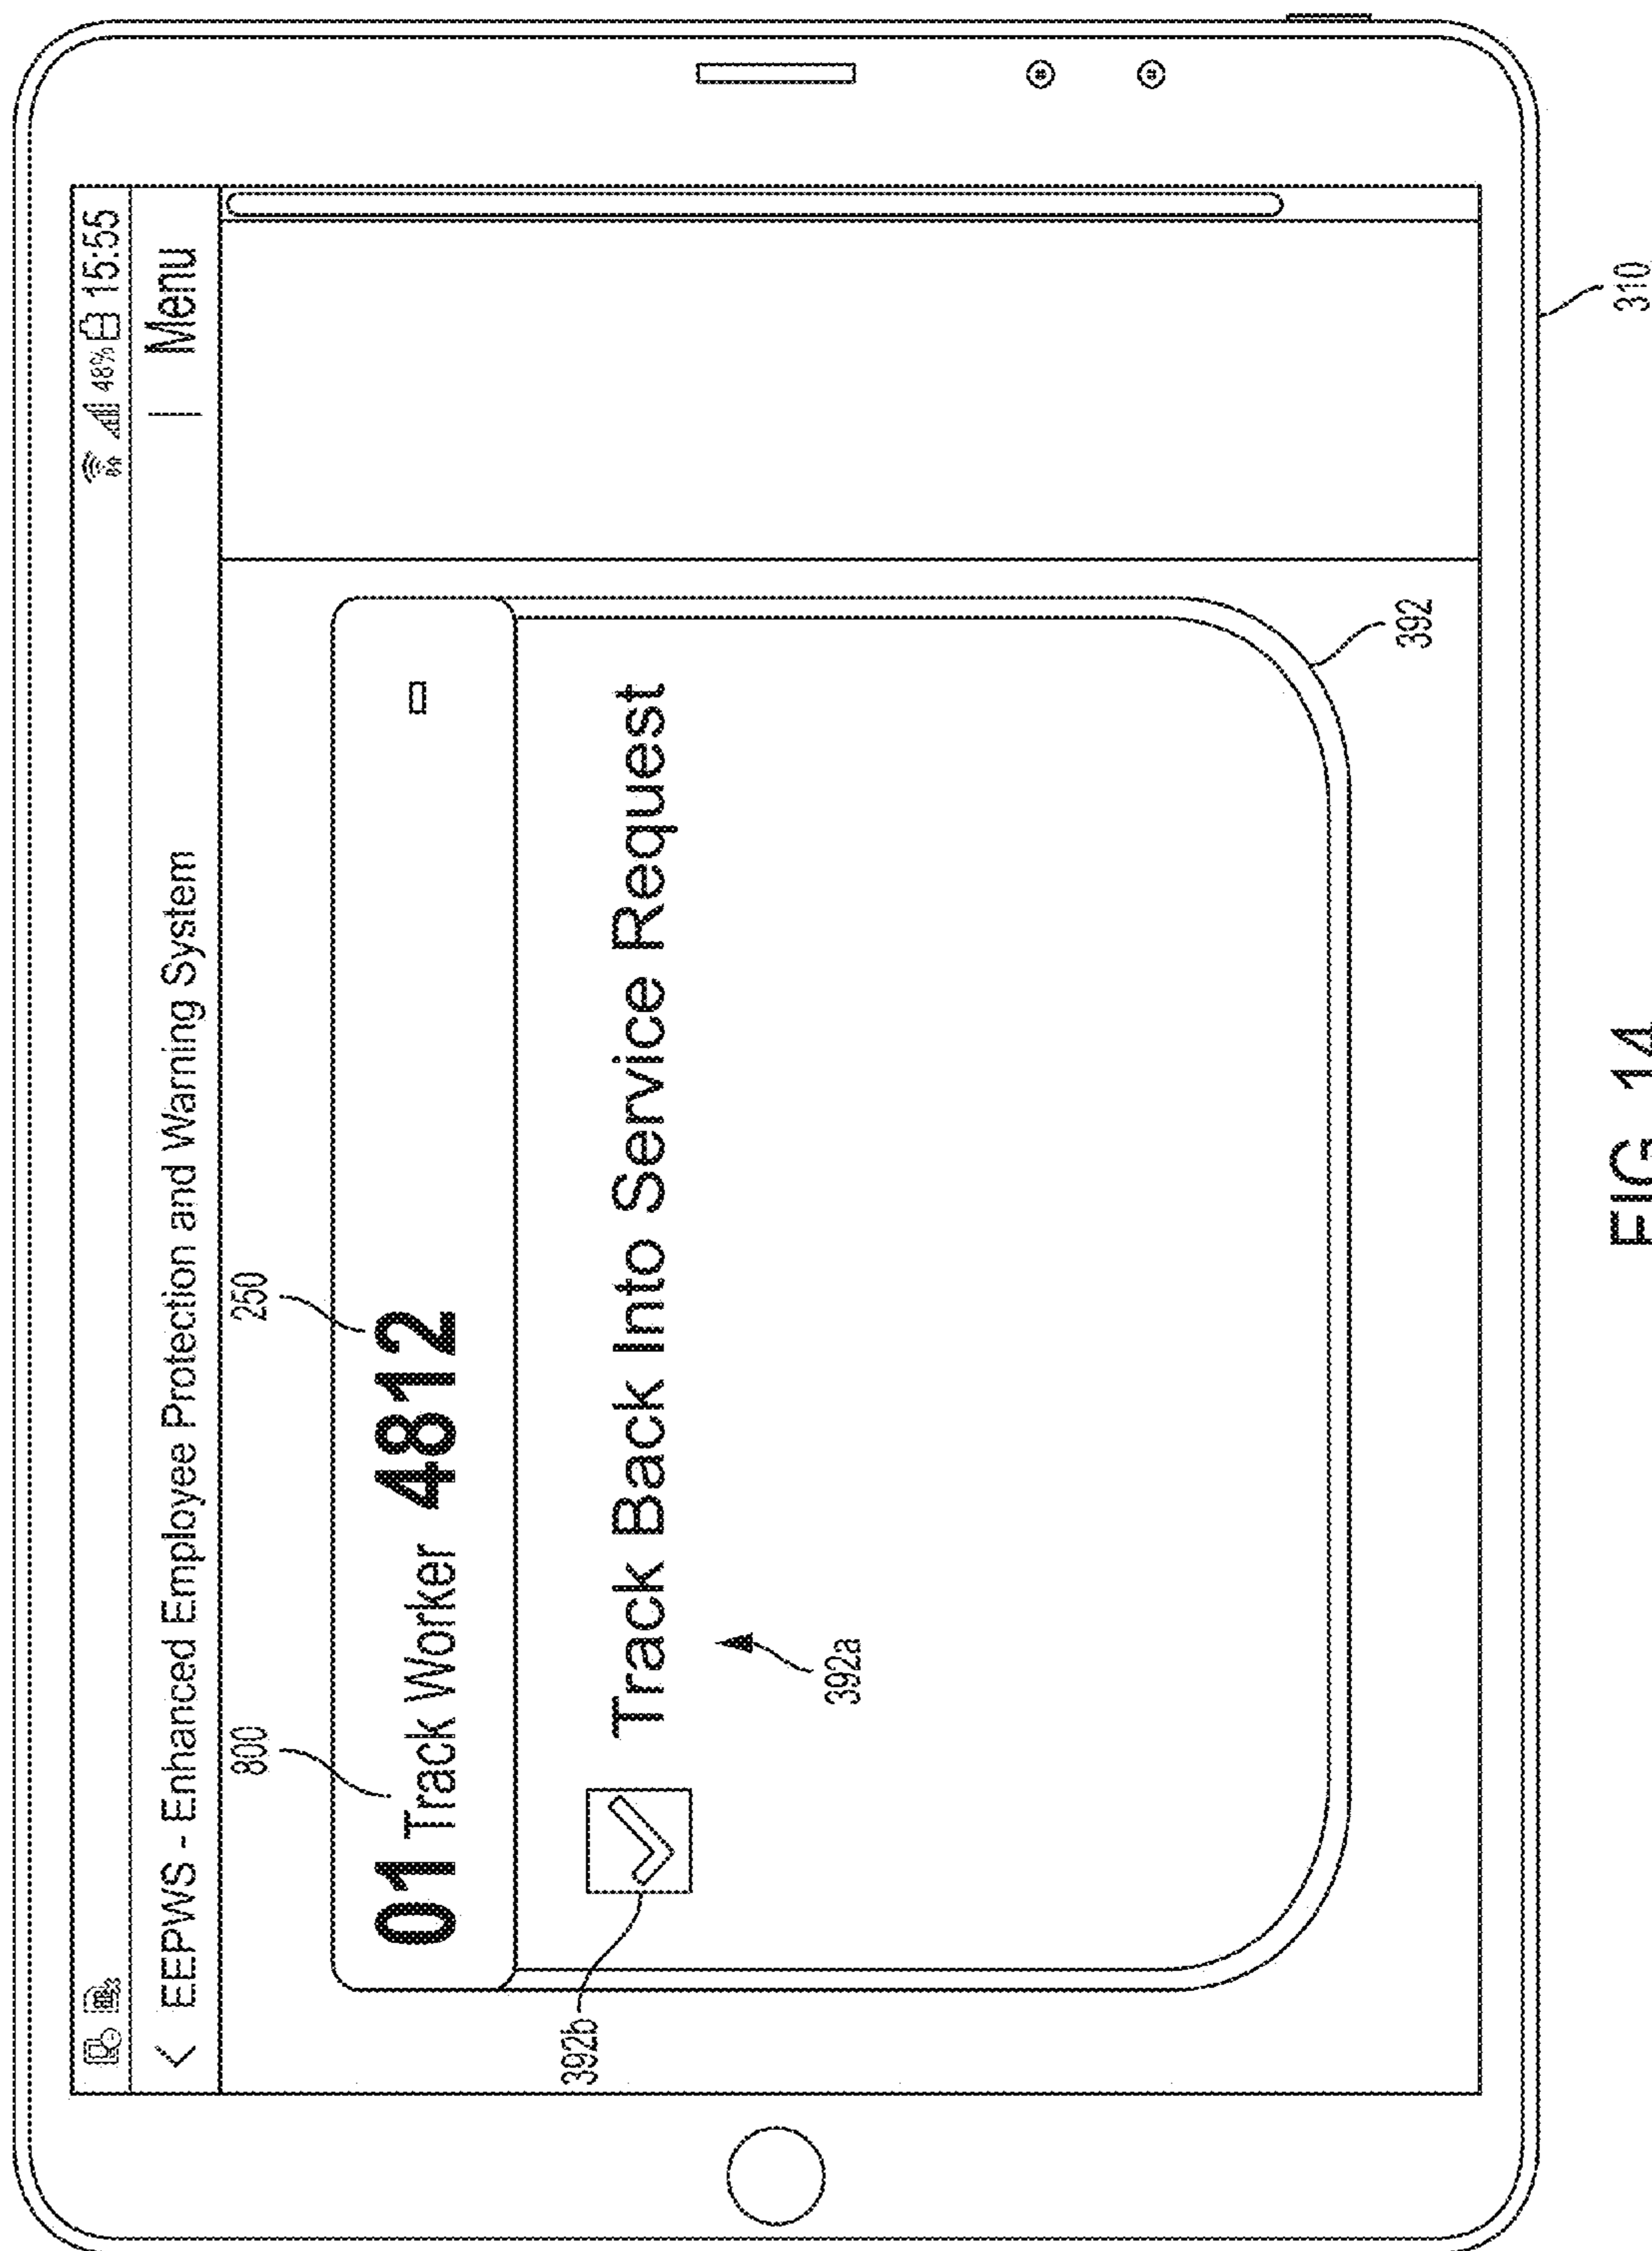 48% 15:55
< EEPWS - Enhanced Employee Protection and Warning System | Menu
800
250
01 Track Worker 4812
392b
Track Back Into Service Request
392a
392
310
FIG. 14